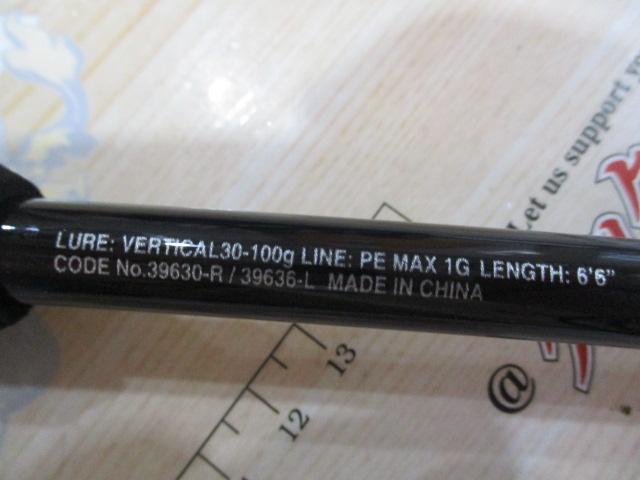 LURE: VERTICAL30-100g LINE: PE MAX 1G LENGTH: 6'6"
CODE No.39630-R / 39636-L MADE IN CHINA
Let us support yo
13
12
@